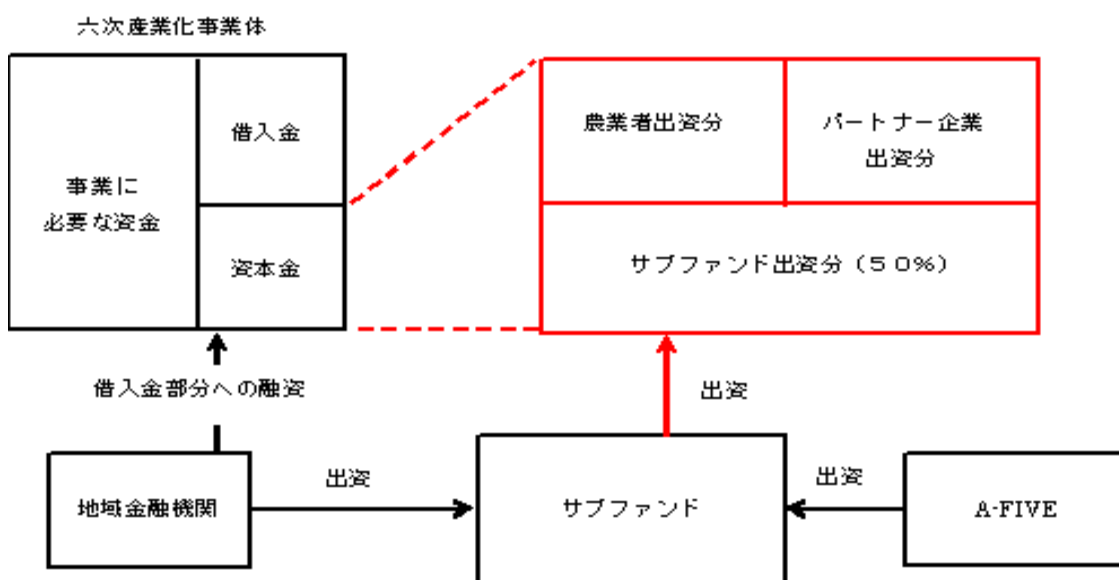 六次産業化事業体
事業に
必要な資金
借入金
資本金
農業者出資分
パートナー企業
出資分
サブファンド出資分（５０％）
借入金部分への融資
出資
地域金融機関
出資
サブファンド
出資
A-FIVE